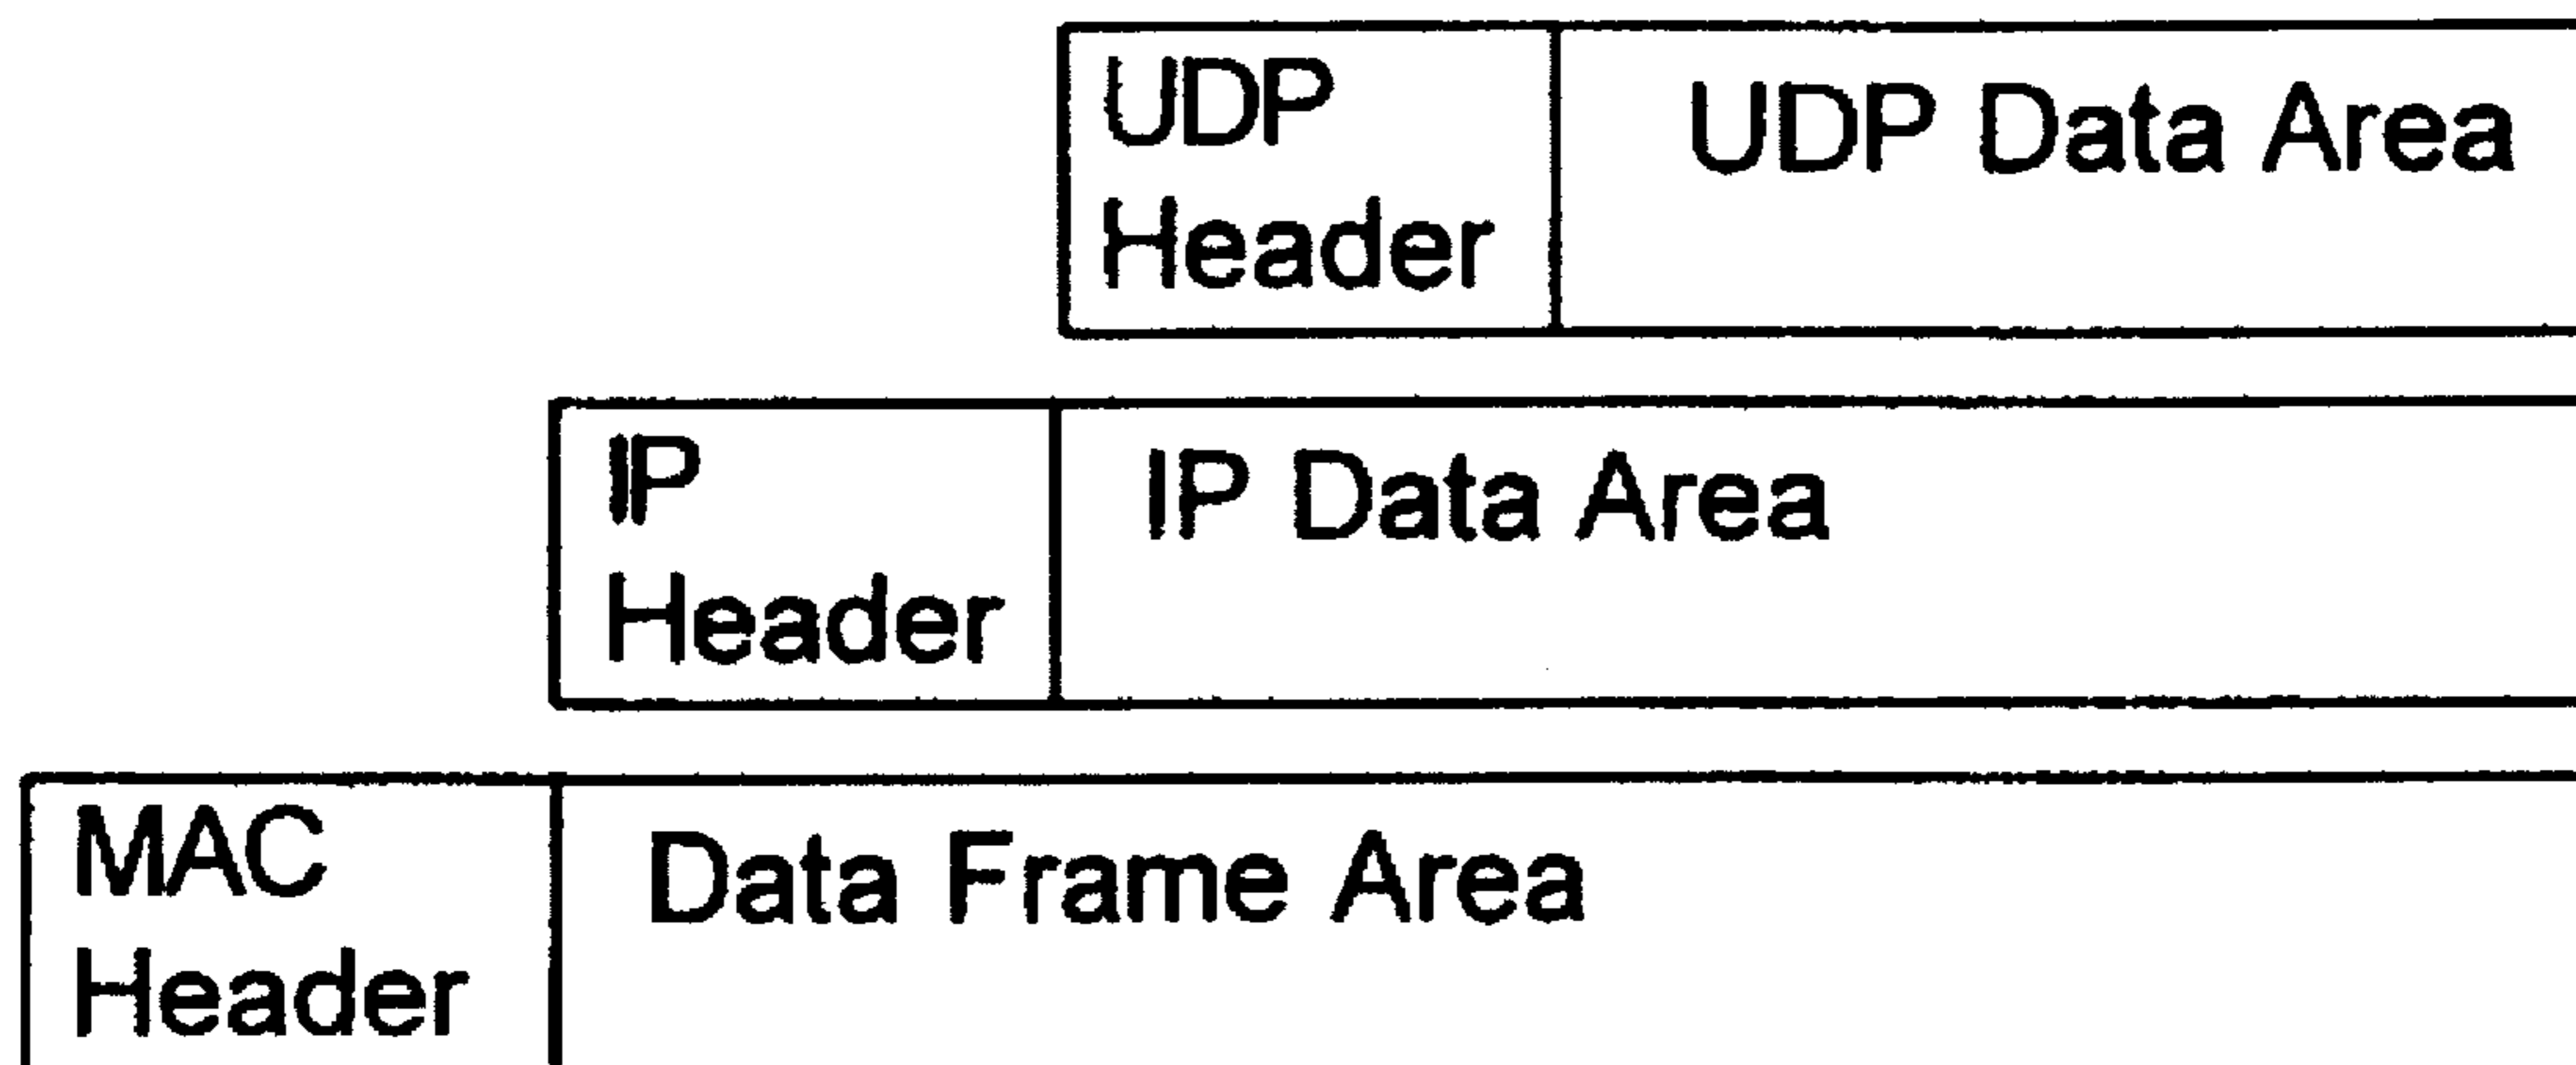 UDP
Header
UDP Data Area
IP
Header
IP Data Area
MAC
Header
Data Frame Area